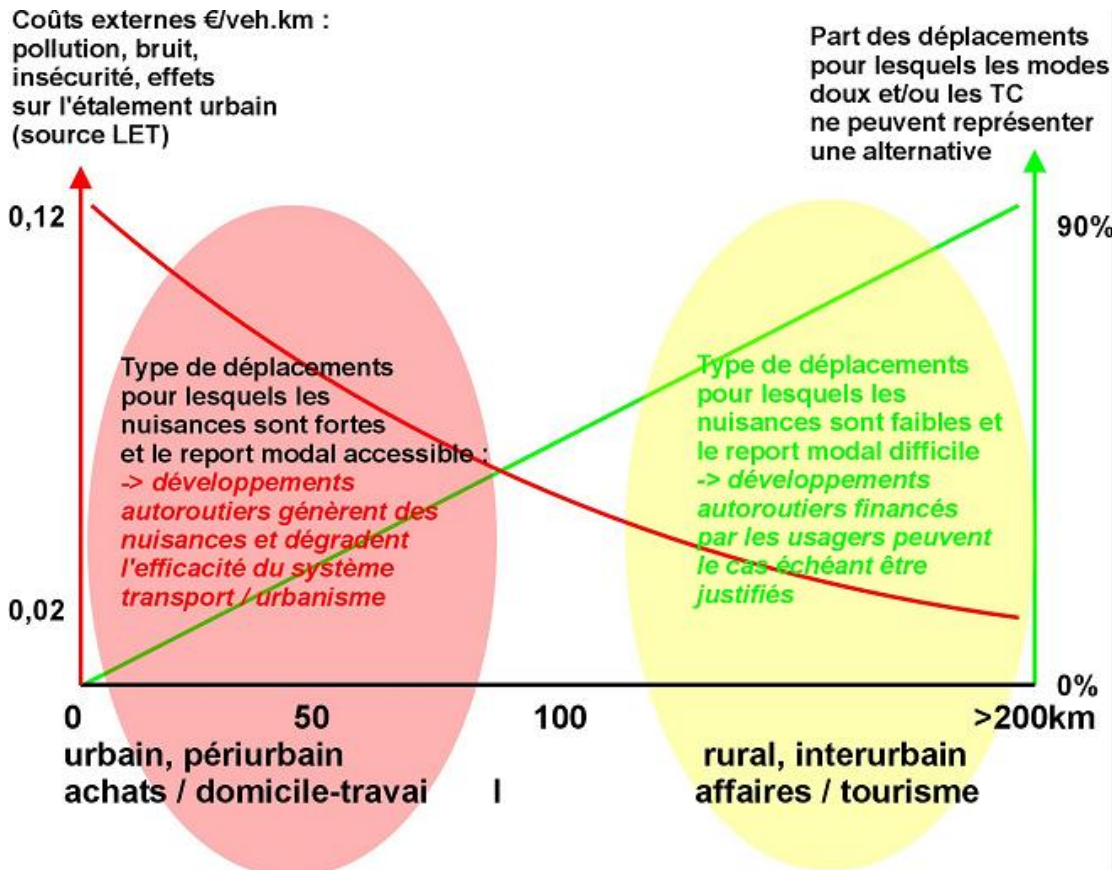 Coûts externes €/veh.km :
pollution, bruit,
insécurité, effets
sur l'étalement urbain
(source LET)
Part des déplacements
pour lesquels les modes
doux et/ou les TC
ne peuvent représenter
une alternative
0,12
90%
Type de déplacements
pour lesquels les
nuisances sont fortes
et le report modal accessible :
-> développements
autoroutiers génèrent des
nuisances et dégradent
l'efficacité du système
transport / urbanisme
Type de déplacements
pour lesquels les
nuisances sont faibles et
le report modal difficile
-> développements
autoroutiers financés
par les usagers peuvent
le cas échéant être
justifiés
0,02
0%
0 50 100 >200km
urbain, périurbain
achats / domicile-travai l
rural, interurbain
affaires / tourisme